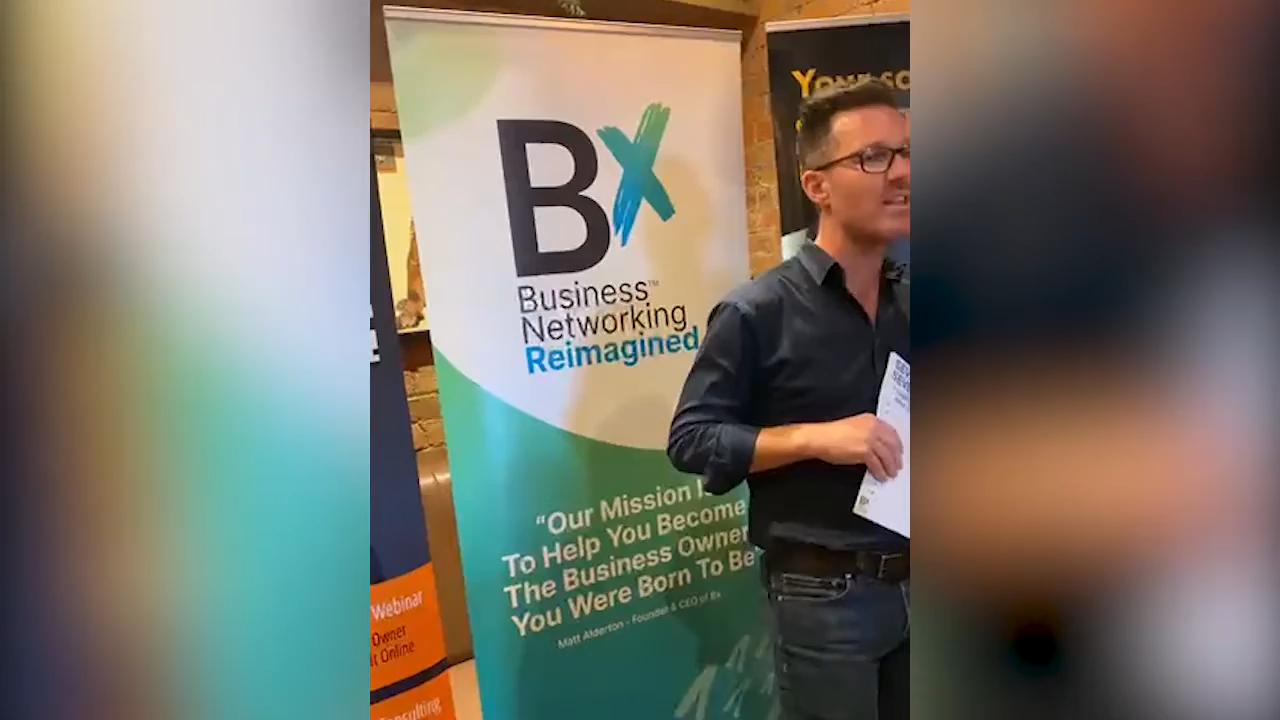 Bx
Business™
Networking
Reimagined
"Our Mission
To Help You Become
The Business Owner
You Were Born To Be
Matt Alderton - Founder & CEO of Bx
Webinar
Owner
Online